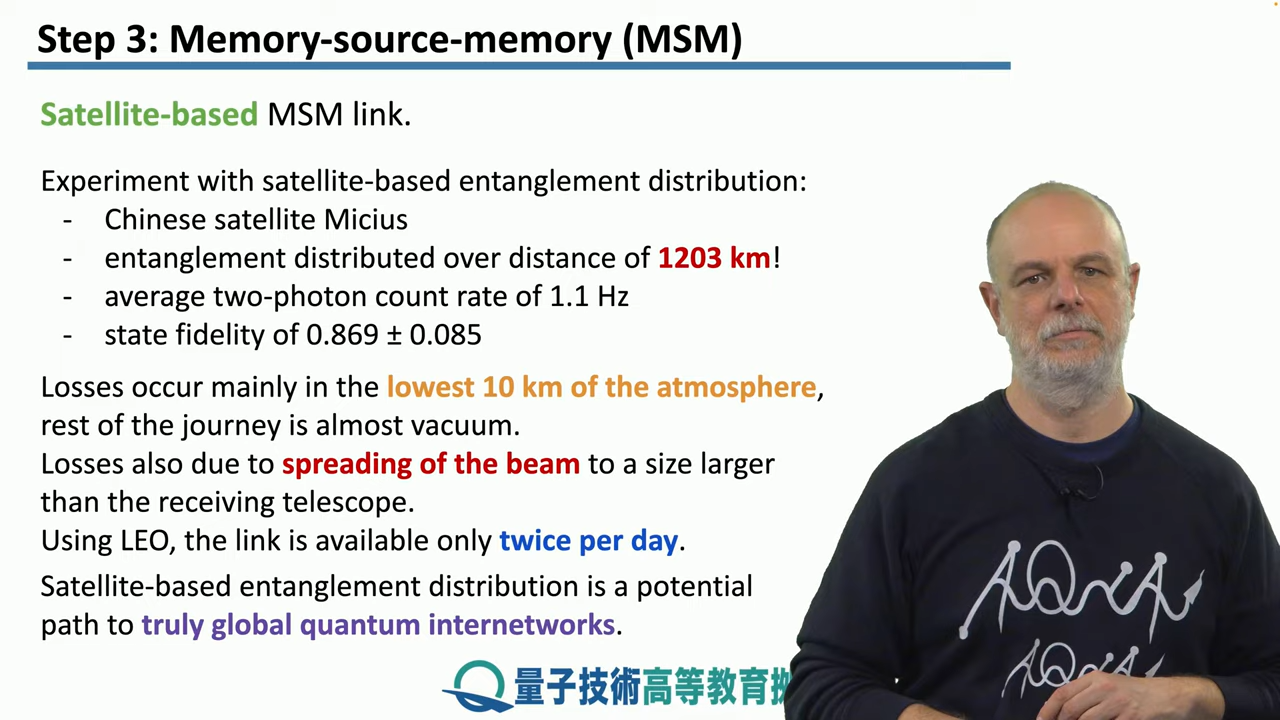 Step 3: Memory-source-memory (MSM)
Satellite-based MSM link.
Experiment with satellite-based entanglement distribution:
- Chinese satellite Micius
- entanglement distributed over distance of 1203 km!
- average two-photon count rate of 1.1 Hz
- state fidelity of 0.869 ± 0.085
Losses occur mainly in the lowest 10 km of the atmosphere,
rest of the journey is almost vacuum.
Losses also due to spreading of the beam to a size larger
than the receiving telescope.
Using LEO, the link is available only twice per day.
Satellite-based entanglement distribution is a potential
path to truly global quantum internetworks.
AQUA
AQUA
量子技術高等教育拠